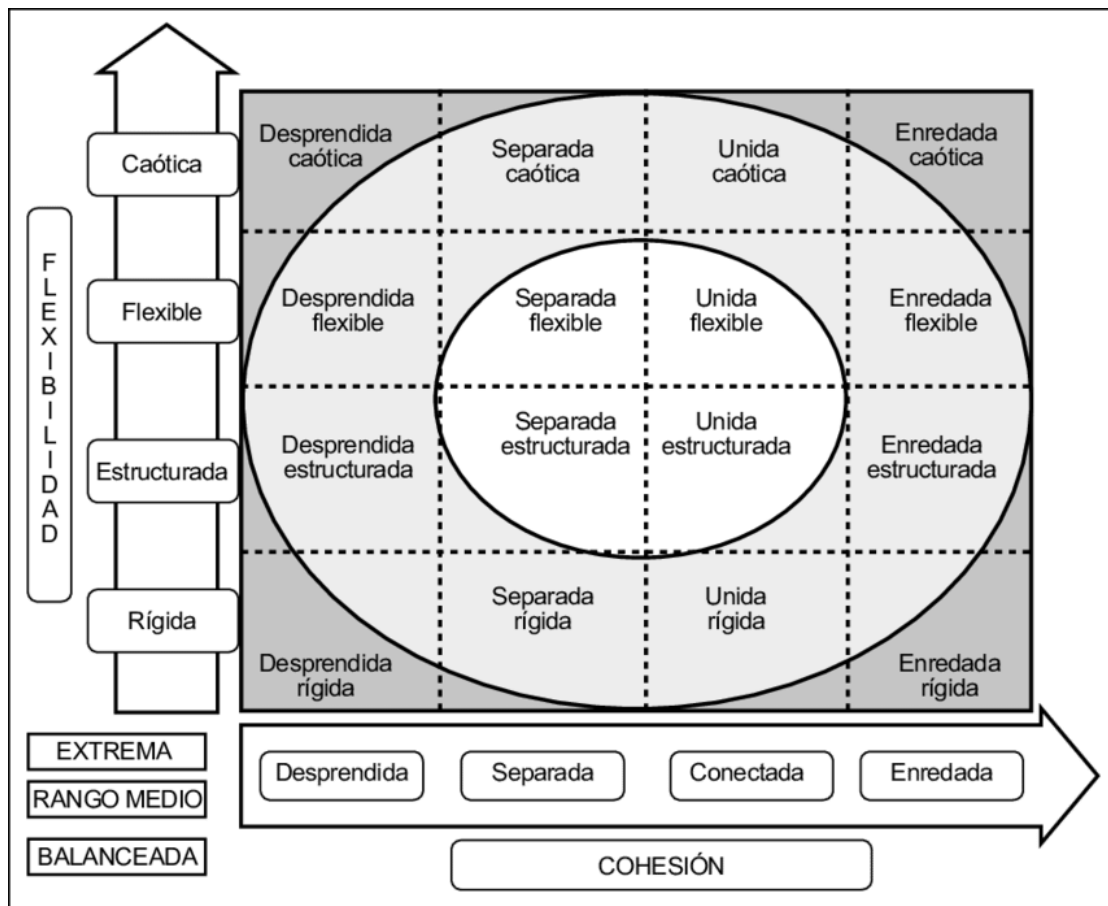 Caótica
Flexible
Estructurada
Rígida
FLEXIBILIDAD
Desprendida
caótica
Separada
caótica
Unida
caótica
Enredada
caótica
Desprendida
flexible
Separada
flexible
Unida
flexible
Enredada
flexible
Desprendida
estructurada
Separada
estructurada
Unida
estructurada
Enredada
estructurada
Desprendida
rígida
Separada
rígida
Unida
rígida
Enredada
rígida
EXTREMA
RANGO MEDIO
BALANCEADA
Desprendida
Separada
Conectada
Enredada
COHESIÓN